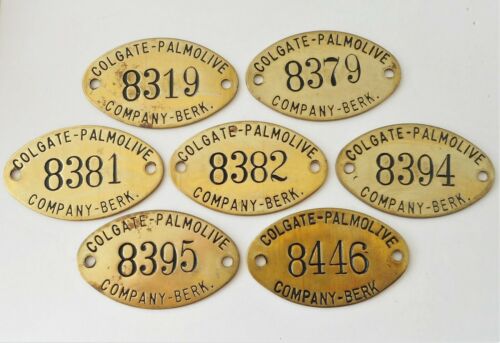 COLGATE-PALMOLIVE
8319
COMPANY-BERK.
COLGATE-PALMOLIVE
8379
COMPANY-BERK.
COLGATE-PALMOLIVE
8381
COMPANY-BERK.
COLGATE-PALMOLIVE
8382
COMPANY-BERK.
COLGATE-PALMOLIVE
8394
COMPANY-BERK.
COLGATE-PALMOLIVE
8395
COMPANY-BERK.
COLGATE-PALMOLIVE
8446
COMPANY-BERK